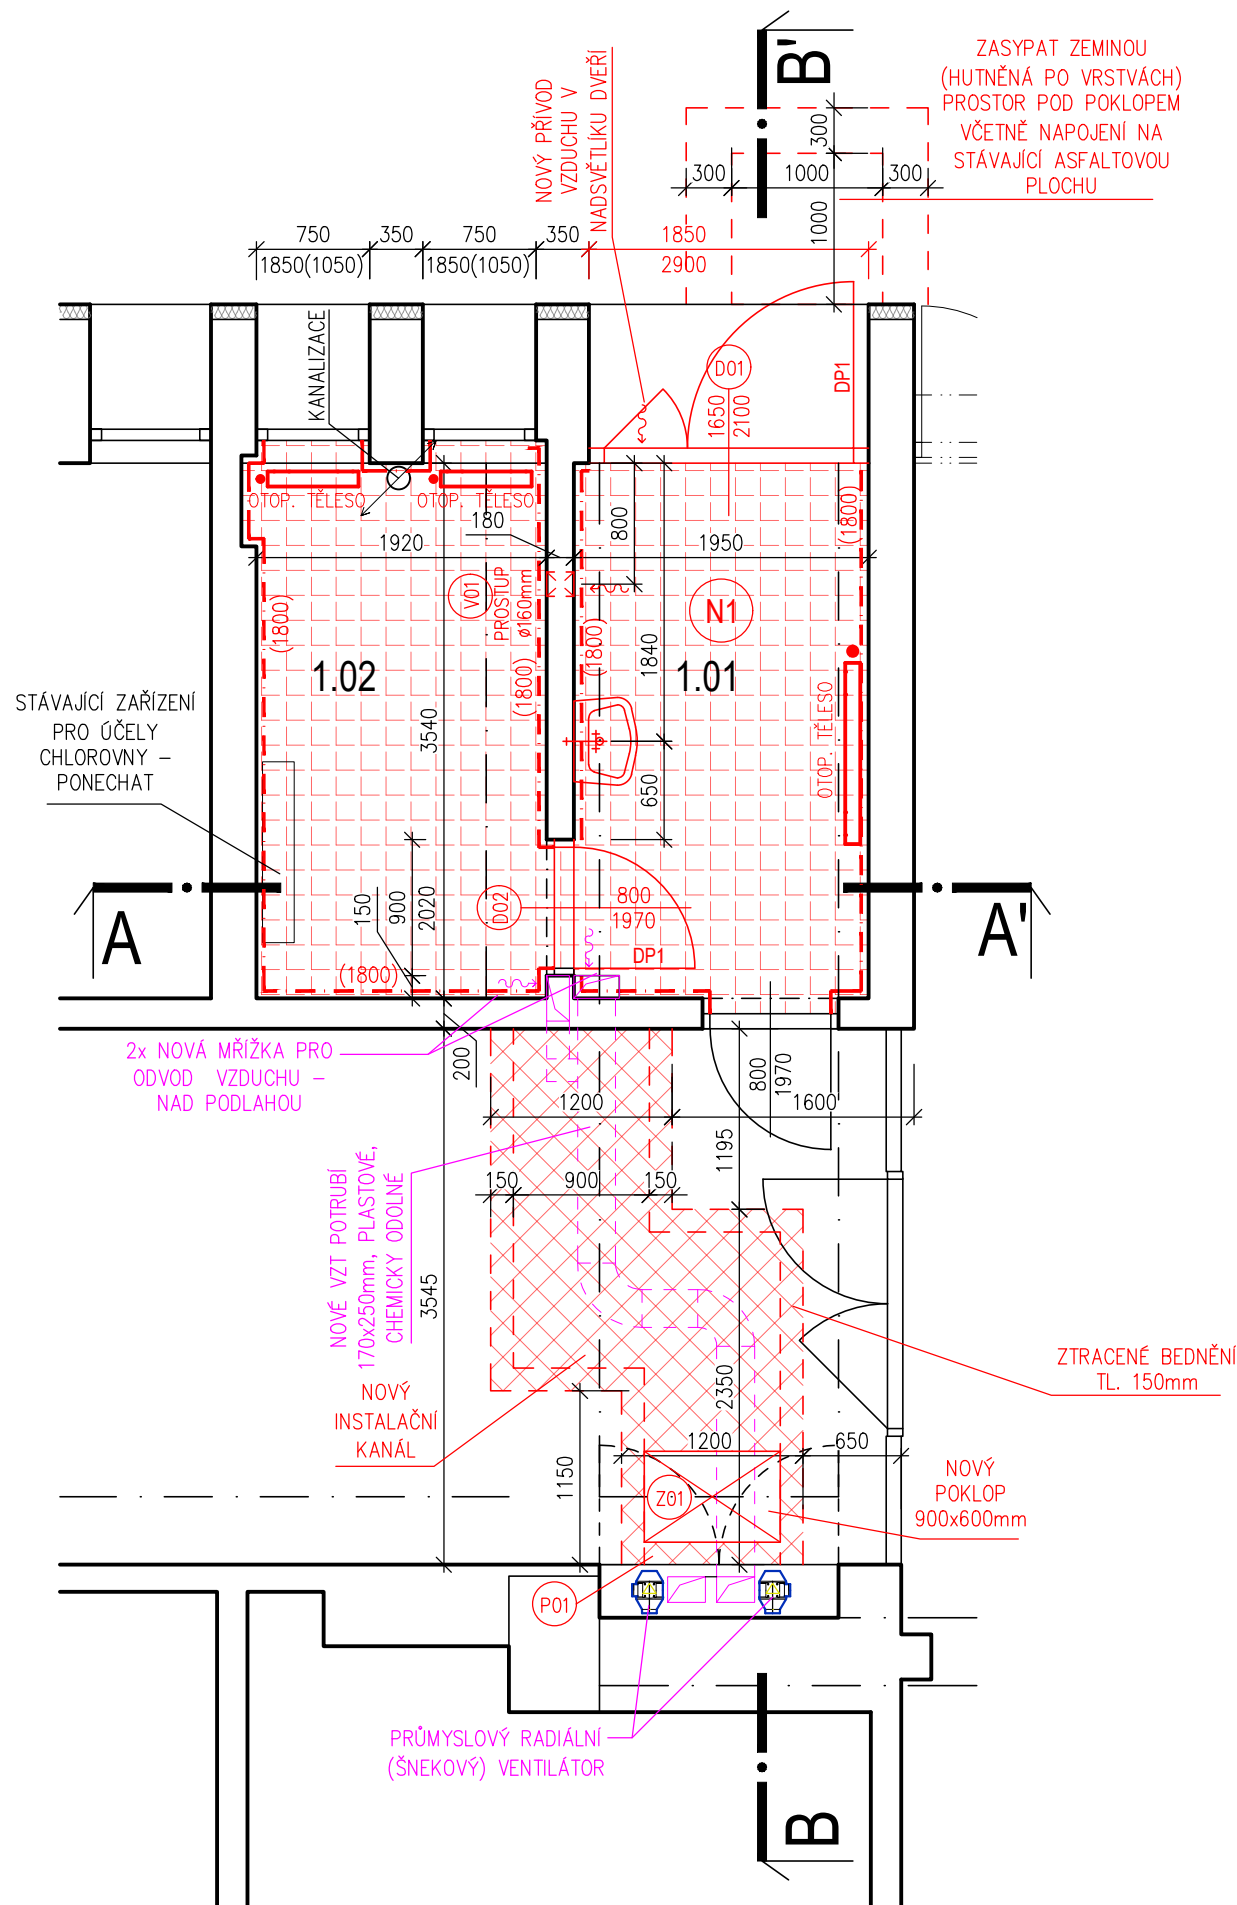 B'
ZASYPAT ZEMINOU
(HUTNĚNÁ PO VRSTVÁCH)
PROSTOR POD POKLOPEM
VČETNĚ NAPOJENÍ NA
STÁVAJÍCÍ ASFALTOVOU
PLOCHU
NOVÝ PŘÍVOD
VZDUCHU V
NADSVĚTLÍKU DVEŘÍ
300
300
1000
300
1000
750
350
750
350
1850
1850(1050)
1850(1050)
2900
KANALIZACE
D01
DP1
1650
2100
OTOP. TĚLESO
OTOP. TĚLESO
180
800
(1800)
1920
1950
V01
PROSTUP
ø160mm
N1
(1800)
(1800)
(1800)
1840
1.02
1.01
3540
OTOP. TĚLESO
650
STÁVAJÍCÍ ZAŘÍZENÍ
PRO ÚČELY
CHLOROVNY –
PONECHAT
A
A'
150
900
2020
D02
800
1970
DP1
(1800)
2x NOVÁ MŘÍŽKA PRO
ODVOD VZDUCHU –
NAD PODLAHOU
200
800
1970
1200
1600
1195
150
900
150
NOVÉ VZT POTRUBÍ
170x250mm, PLASTOVÉ,
CHEMICKY ODOLNÉ
3545
2350
ZTRACENÉ BEDNĚNÍ
TL. 150mm
NOVÝ
INSTALAČNÍ
KANÁL
1200
650
1150
Z01
NOVÝ
POKLOP
900x600mm
P01
PRŮMYSLOVÝ RADIÁLNÍ
(ŠNEKOVÝ) VENTILÁTOR
B